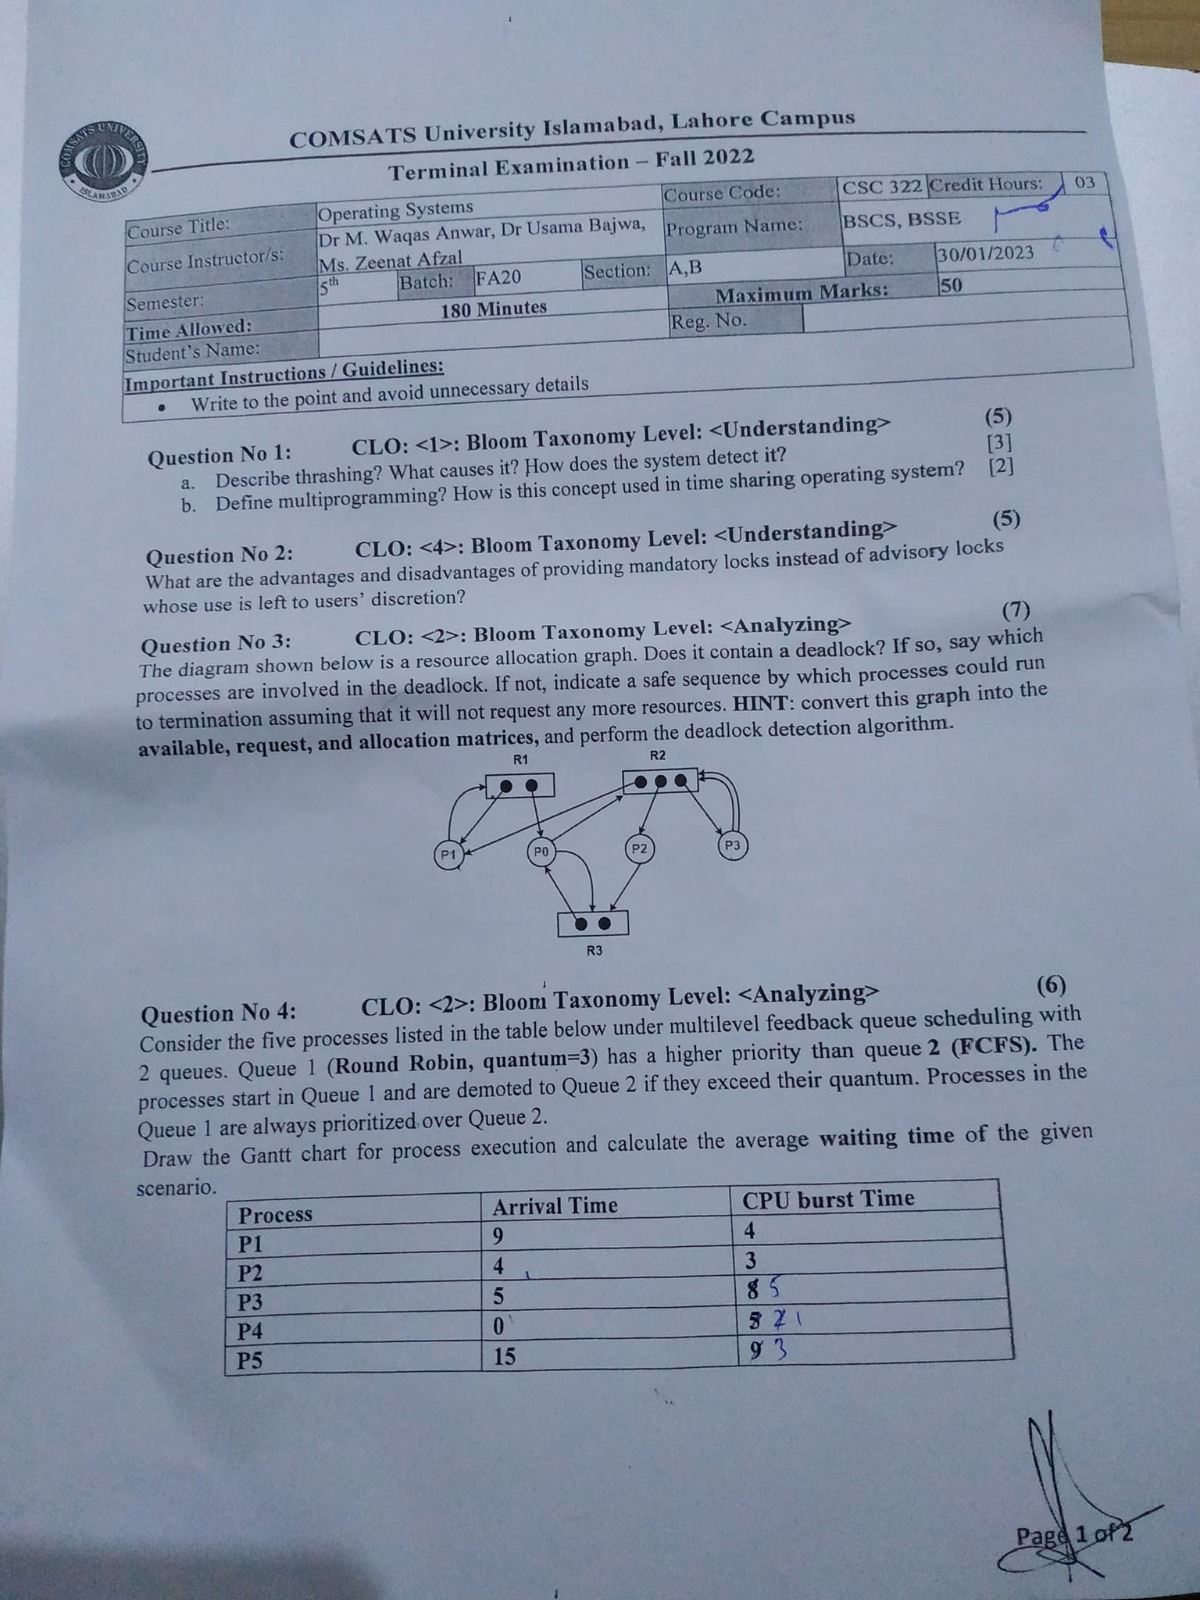 COMSATS UNIVERSITY
ISLAMABAD
COMSATS University Islamabad, Lahore Campus
Terminal Examination – Fall 2022
Course Title: Operating Systems Course Code: CSC 322 Credit Hours: 03
Course Instructor/s: Dr M. Waqas Anwar, Dr Usama Bajwa, Ms. Zeenat Afzal Program Name: BSCS, BSSE
Semester: 5th Batch: FA20 Section: A,B Date: 30/01/2023
Time Allowed: 180 Minutes Maximum Marks: 50
Student's Name: Reg. No.
Important Instructions / Guidelines:
• Write to the point and avoid unnecessary details
Question No 1: CLO: <1>: Bloom Taxonomy Level: <Understanding> (5)
a. Describe thrashing? What causes it? How does the system detect it? [3]
b. Define multiprogramming? How is this concept used in time sharing operating system? [2]
Question No 2: CLO: <4>: Bloom Taxonomy Level: <Understanding> (5)
What are the advantages and disadvantages of providing mandatory locks instead of advisory locks
whose use is left to users' discretion?
Question No 3: CLO: <2>: Bloom Taxonomy Level: <Analyzing> (7)
The diagram shown below is a resource allocation graph. Does it contain a deadlock? If so, say which
processes are involved in the deadlock. If not, indicate a safe sequence by which processes could run
to termination assuming that it will not request any more resources. HINT: convert this graph into the
available, request, and allocation matrices, and perform the deadlock detection algorithm.
R1 R2
P1 P0 P2 P3
R3
Question No 4: CLO: <2>: Bloom Taxonomy Level: <Analyzing> (6)
Consider the five processes listed in the table below under multilevel feedback queue scheduling with
2 queues. Queue 1 (Round Robin, quantum=3) has a higher priority than queue 2 (FCFS). The
processes start in Queue 1 and are demoted to Queue 2 if they exceed their quantum. Processes in the
Queue 1 are always prioritized over Queue 2.
Draw the Gantt chart for process execution and calculate the average waiting time of the given
scenario.
Process Arrival Time CPU burst Time
P1 9 4
P2 4 3
P3 5 8 5
P4 0 2 1
P5 15 9 3
Page 1 of 2